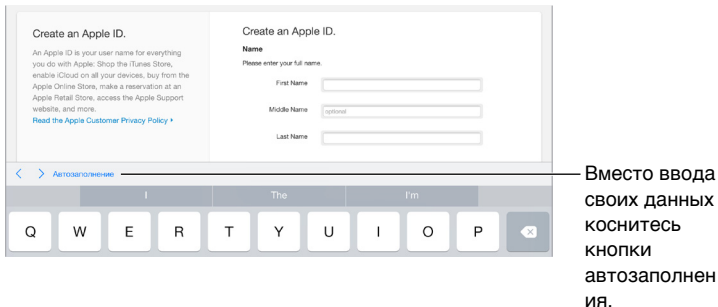 Create an Apple ID.
An Apple ID is your user name for everything
you do with Apple: Shop the iTunes Store,
enable iCloud on all your devices, buy from the
Apple Online Store, make a reservation at an
Apple Retail Store, access the Apple Support
website, and more.
Read the Apple Customer Privacy Policy
Create an Apple ID.
Name
Please enter your full name.
First Name
Middle Name optional
Last Name
Автозаполнение
I The I'm
Q W E R T Y U I O P
Вместо ввода
своих данных
коснитесь
кнопки
автозаполнен
ия.